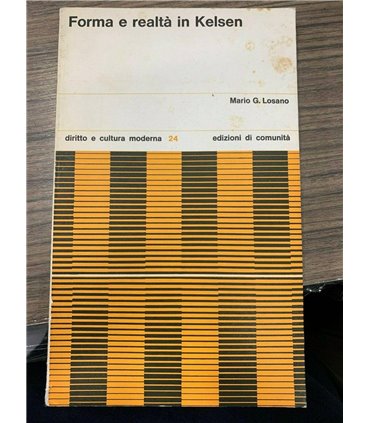 Forma e realtà in Kelsen
Mario G. Losano
diritto e cultura moderna 24 edizioni di comunità